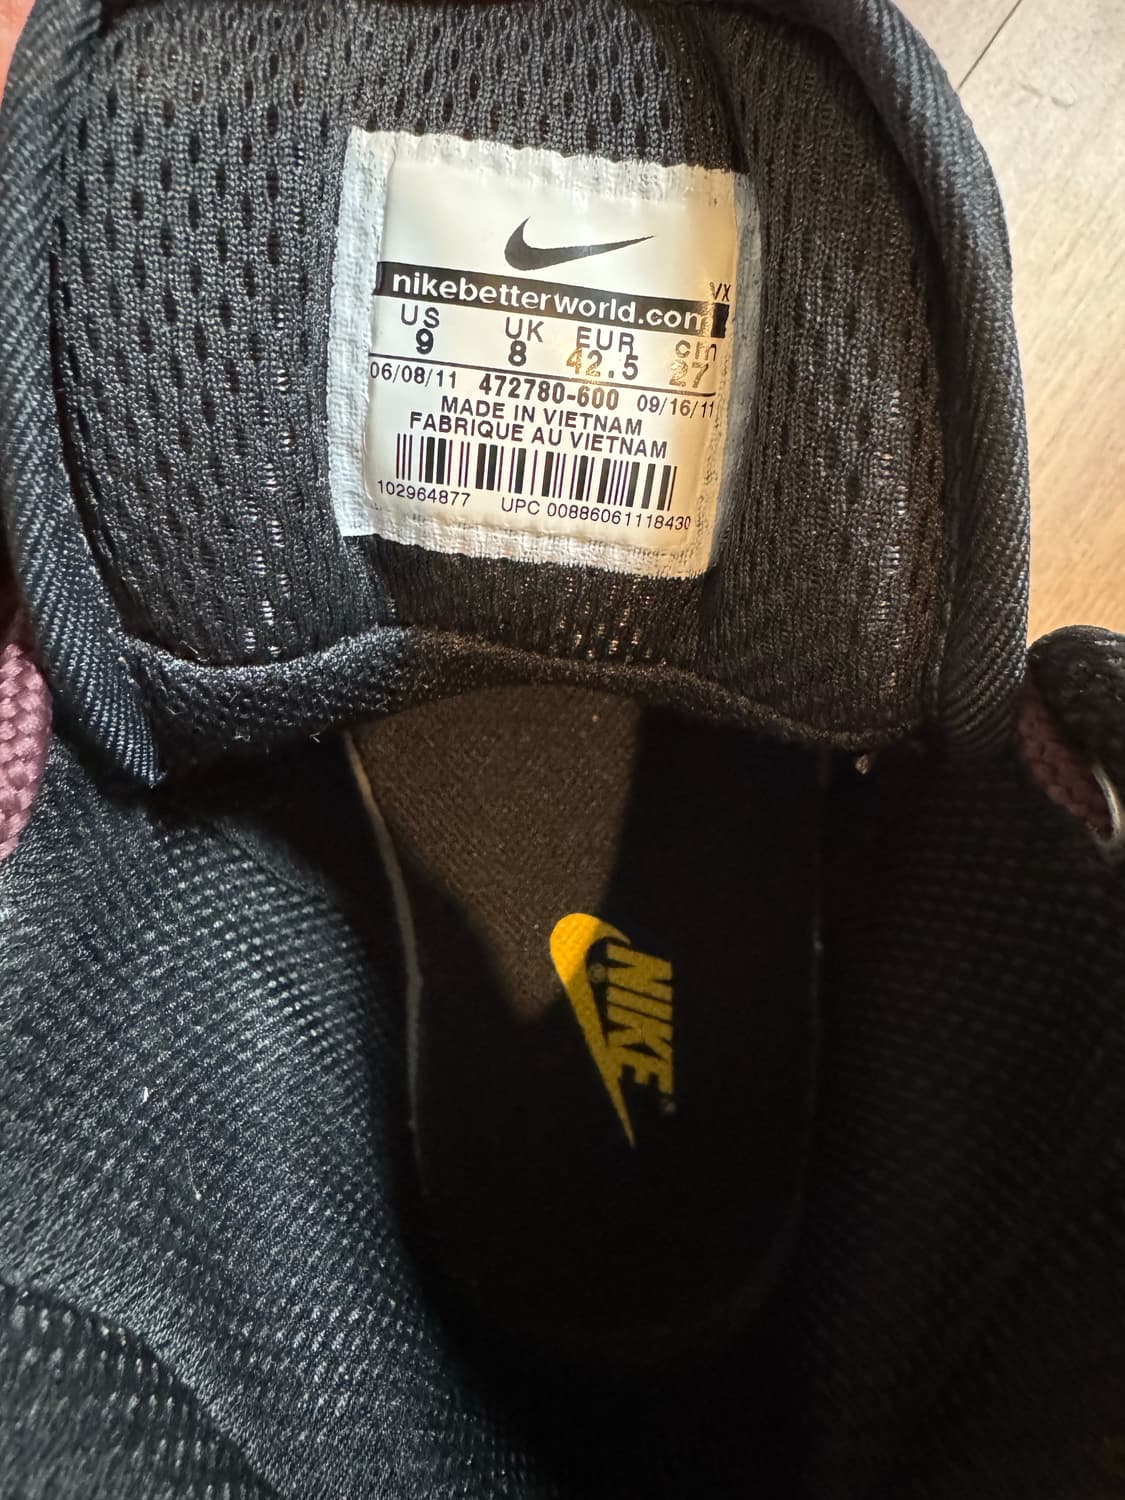 nikebetterworld.com
VX
US UK EUR cm
9 8 42.5 27
06/08/11 472780-600 09/16/11
MADE IN VIETNAM
FABRIQUE AU VIETNAM
102964877 UPC 00886061118430
NIKE